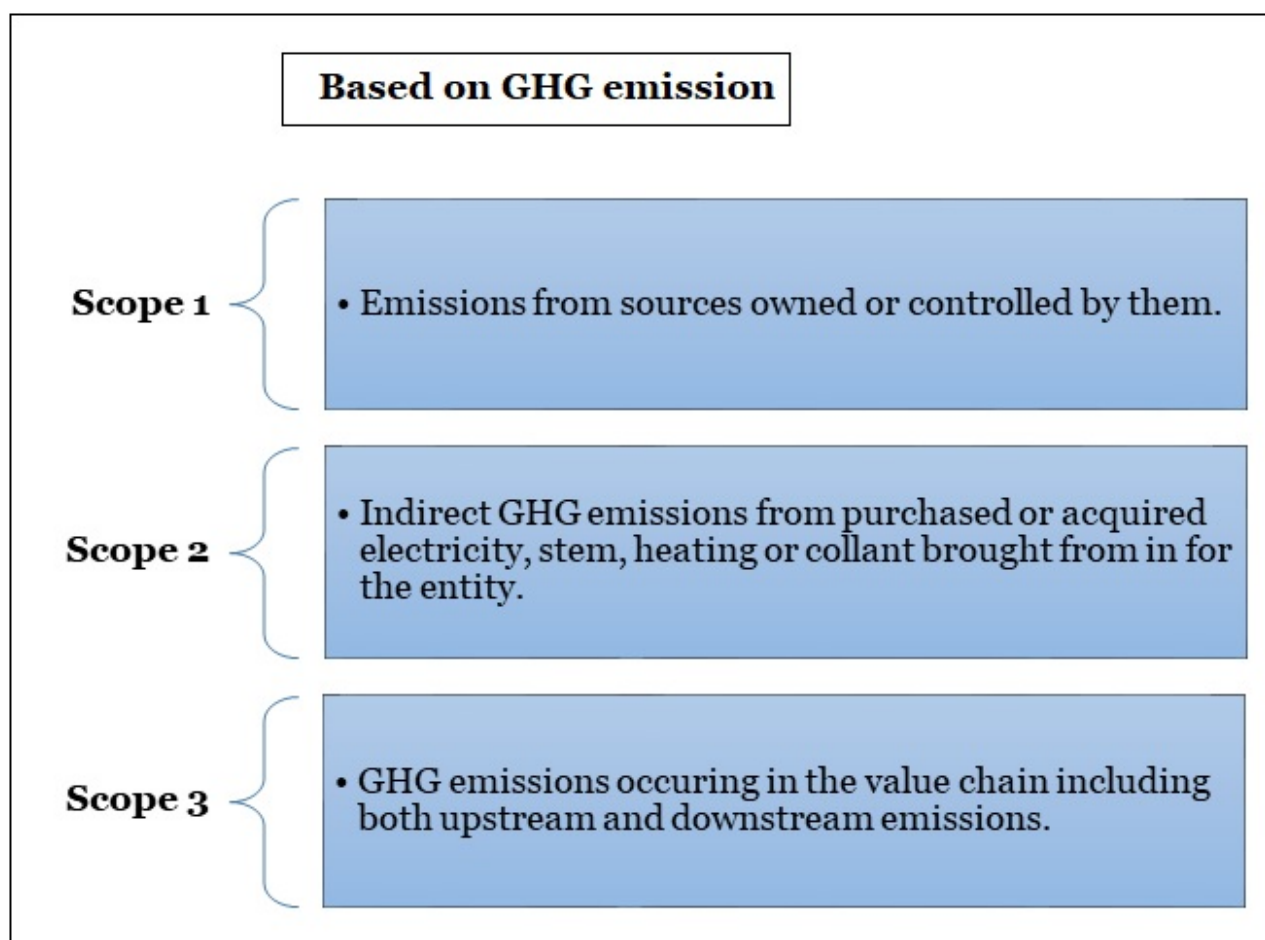 Based on GHG emission
Scope 1
• Emissions from sources owned or controlled by them.
Scope 2
• Indirect GHG emissions from purchased or acquired
electricity, stem, heating or collant brought from in for
the entity.
Scope 3
• GHG emissions occuring in the value chain including
both upstream and downstream emissions.